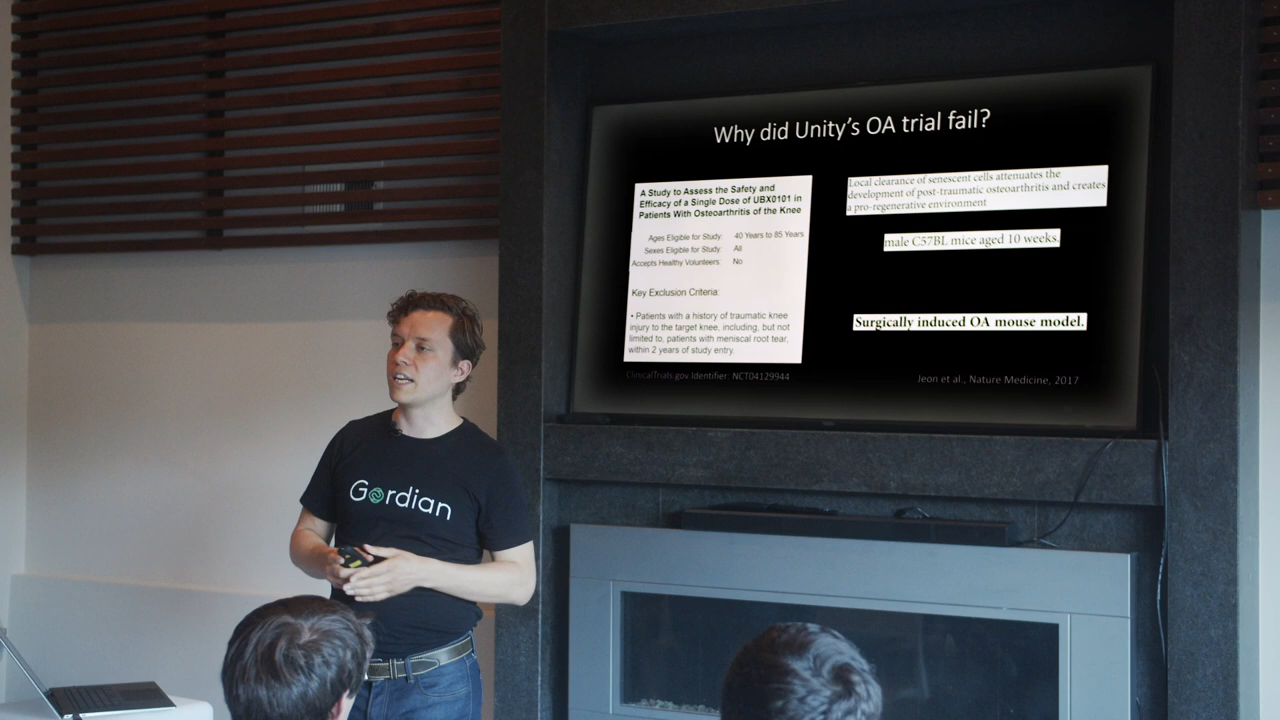 Why did Unity's OA trial fail?
A Study to Assess the Safety and
Efficacy of a Single Dose of UBX0101 in
Patients With Osteoarthritis of the Knee
Ages Eligible for Study: 40 Years to 85 Years
Sexes Eligible for Study: All
Accepts Healthy Volunteers: No
Key Exclusion Criteria:
• Patients with a history of traumatic knee
injury to the target knee, including, but not
limited to, patients with meniscal root tear,
within 2 years of study entry.
ClinicalTrials.gov Identifier: NCT04129944
Local clearance of senescent cells attenuates the
development of post-traumatic osteoarthritis and creates
a pro-regenerative environment
male C57BL mice aged 10 weeks.
Surgically induced OA mouse model.
Jeon et al., Nature Medicine, 2017
Gordian